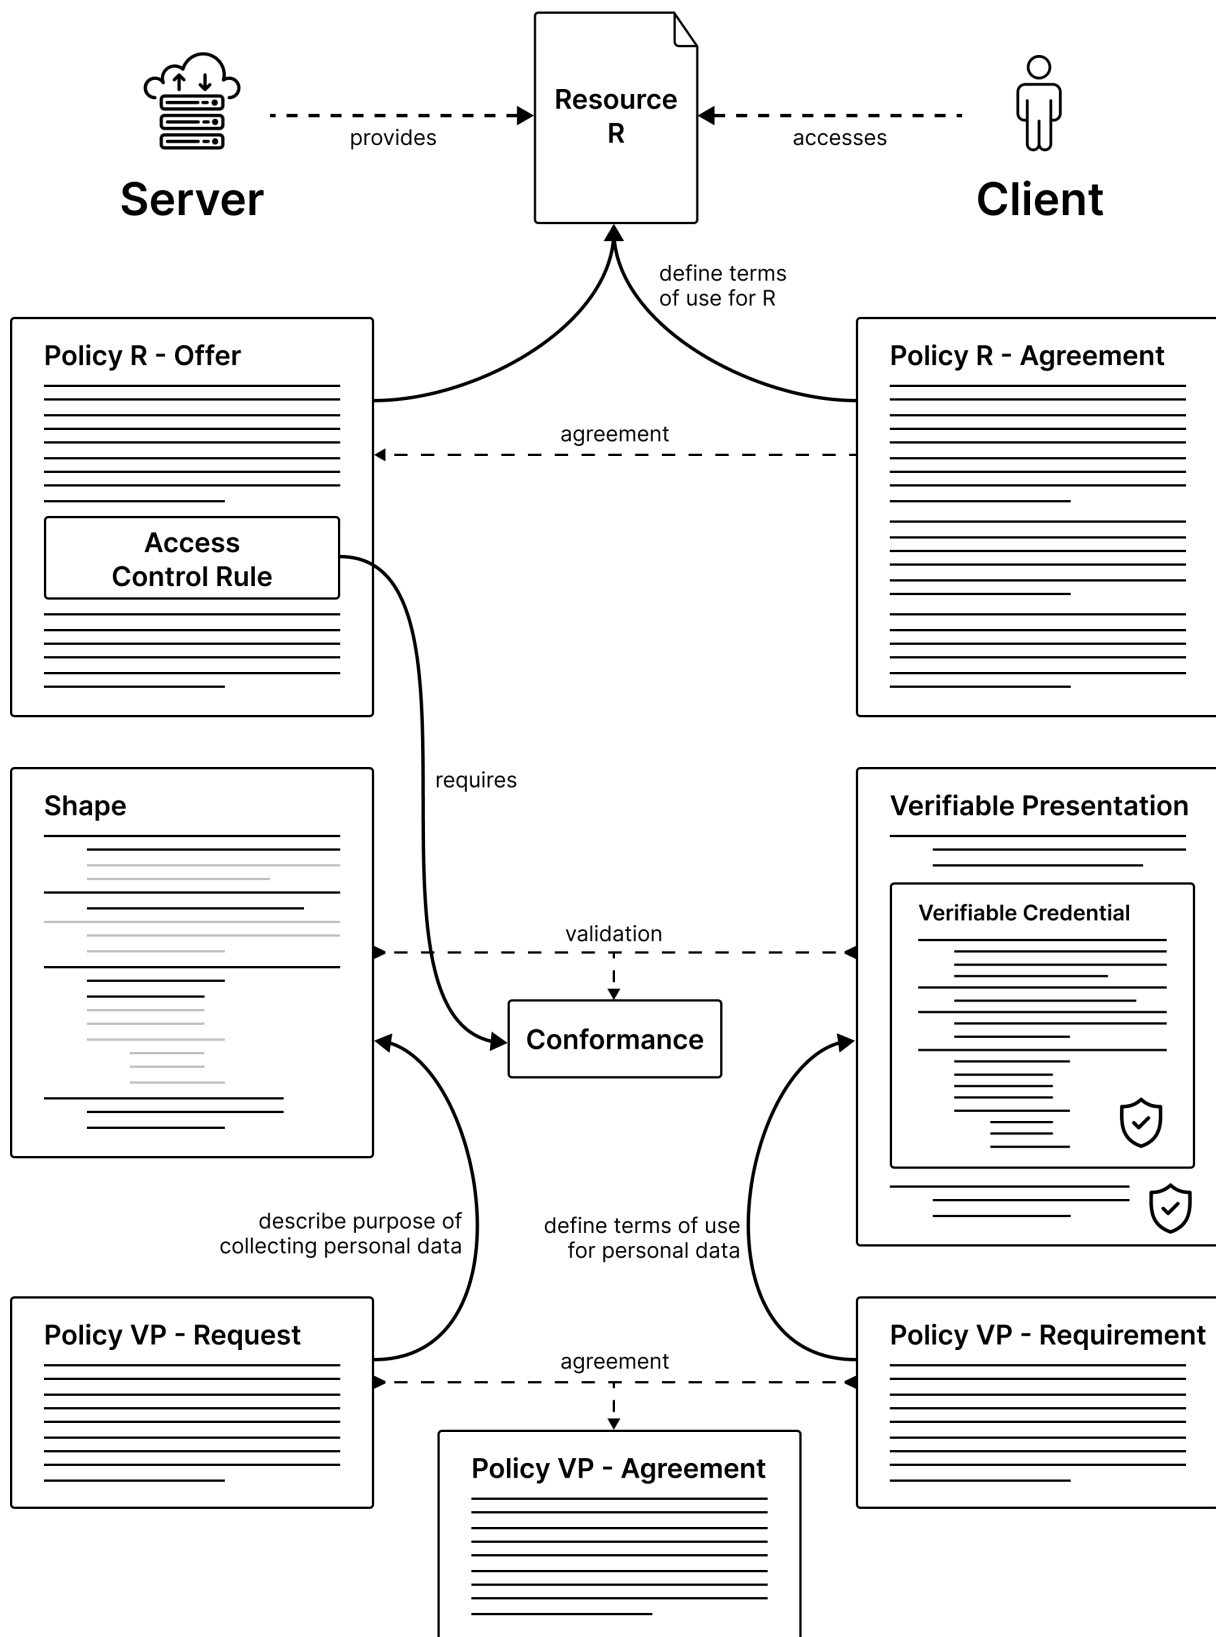 Resource
R
provides
accesses
Server
Client
define terms
of use for R
Policy R - Offer
Policy R - Agreement
agreement
Access
Control Rule
requires
Shape
Verifiable Presentation
Verifiable Credential
validation
Conformance
describe purpose of
collecting personal data
define terms of use
for personal data
Policy VP - Request
Policy VP - Requirement
agreement
Policy VP - Agreement